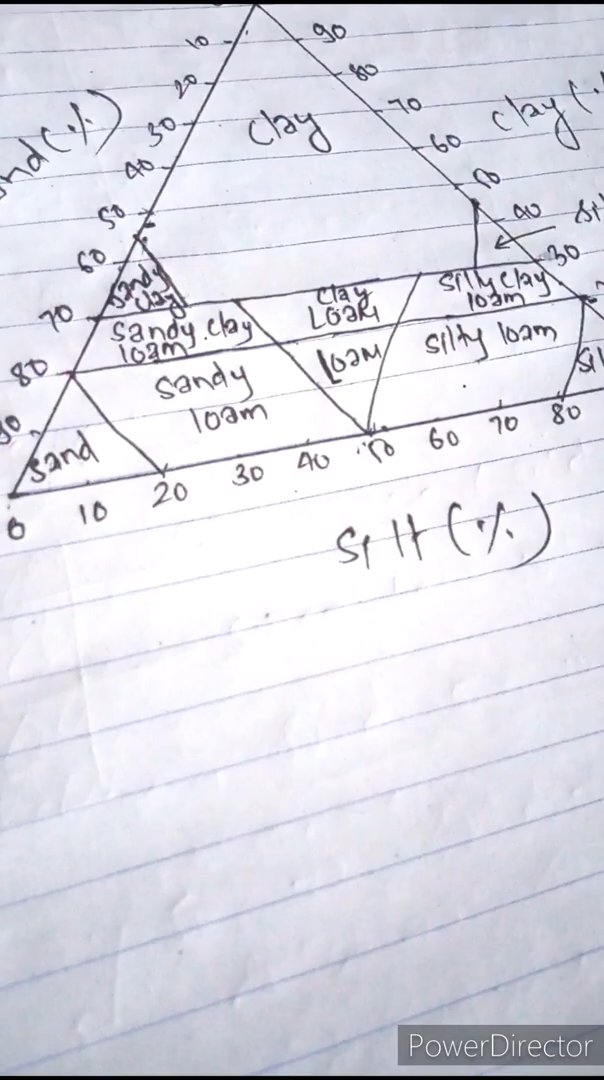 10
90
20
80
30
70
Clay
Clay (%
nd (%)
40
60
50
50
60
40
30
Sandy
Clay
70
Sandy Clay
loam
Clay
Loam
Silty Clay
loam
80
Sandy
loam
Loam
Silty loam
Sil
90
Sand
0
10
20
30
40
50
60
70
80
Silt (%)
PowerDirector